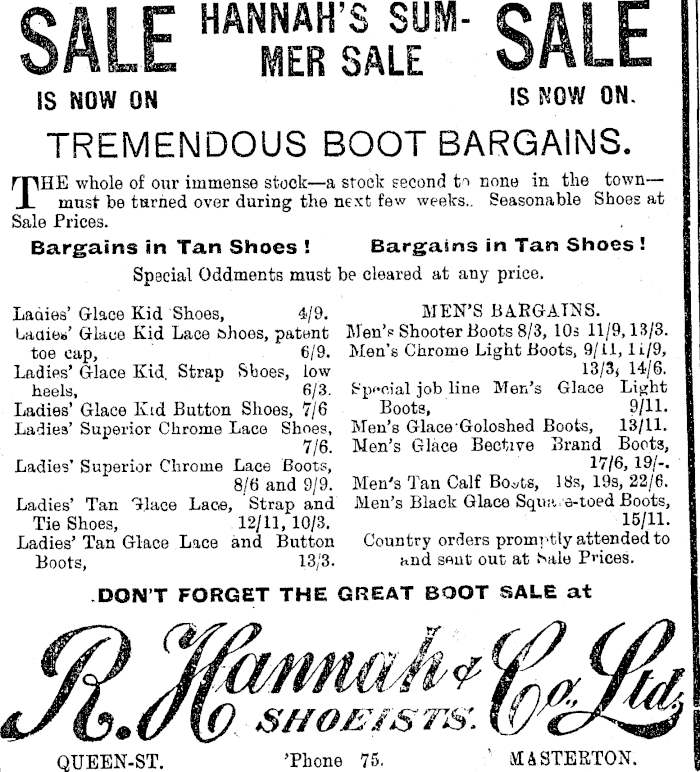 SALE HANNAH'S SUM- SALE
MER SALE
IS NOW ON IS NOW ON.
TREMENDOUS BOOT BARGAINS.
THE whole of our immense stock—a stock second to none in the town—
must be turned over during the next few weeks.. Seasonable Shoes at
Sale Prices.
Bargains in Tan Shoes! Bargains in Tan Shoes!
Special Oddments must be cleared at any price.
Ladies' Glace Kid Shoes, 4/9.
Ladies' Glace Kid Lace Shoes, patent
toe cap, 6/9.
Ladies' Glace Kid, Strap Shoes, low
heels, 6/3.
Ladies' Glace Kid Button Shoes, 7/6
Ladies' Superior Chrome Lace Shoes,
7/6.
Ladies' Superior Chrome Lace Boots,
8/6 and 9/9.
Ladies' Tan Glace Lace, Strap and
Tie Shoes, 12/11, 10/3.
Ladies' Tan Glace Lace and Button
Boots, 13/3.
MEN'S BARGAINS.
Men's Shooter Boots 8/3, 10s 11/9, 13/3.
Men's Chrome Light Boots, 9/11, 11/9,
13/3, 14/6.
Special job line Men's Glace Light
Boots, 9/11.
Men's Glace Goloshed Boots, 13/11.
Men's Glace Bective Brand Boots,
17/6, 19/-.
Men's Tan Calf Boots, 18s, 19s, 22/6.
Men's Black Glace Square-toed Boots,
15/11.
Country orders promptly attended to
and sent out at Sale Prices.
DON'T FORGET THE GREAT BOOT SALE at
R. Hannah & Co., Ltd.
SHOEISTS.
QUEEN-ST. 'Phone 75. MASTERTON.